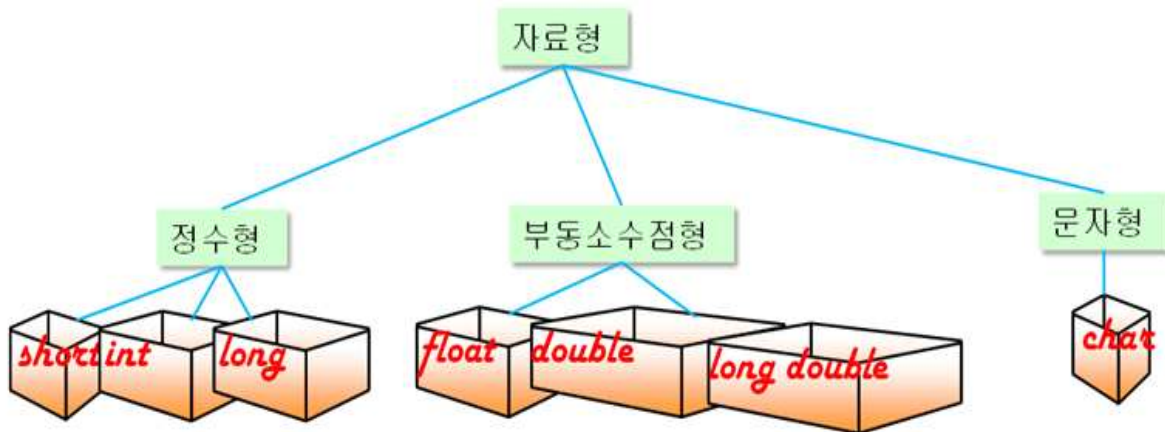 자료형
정수형
부동소수점형
문자형
short
int
long
float
double
long double
char